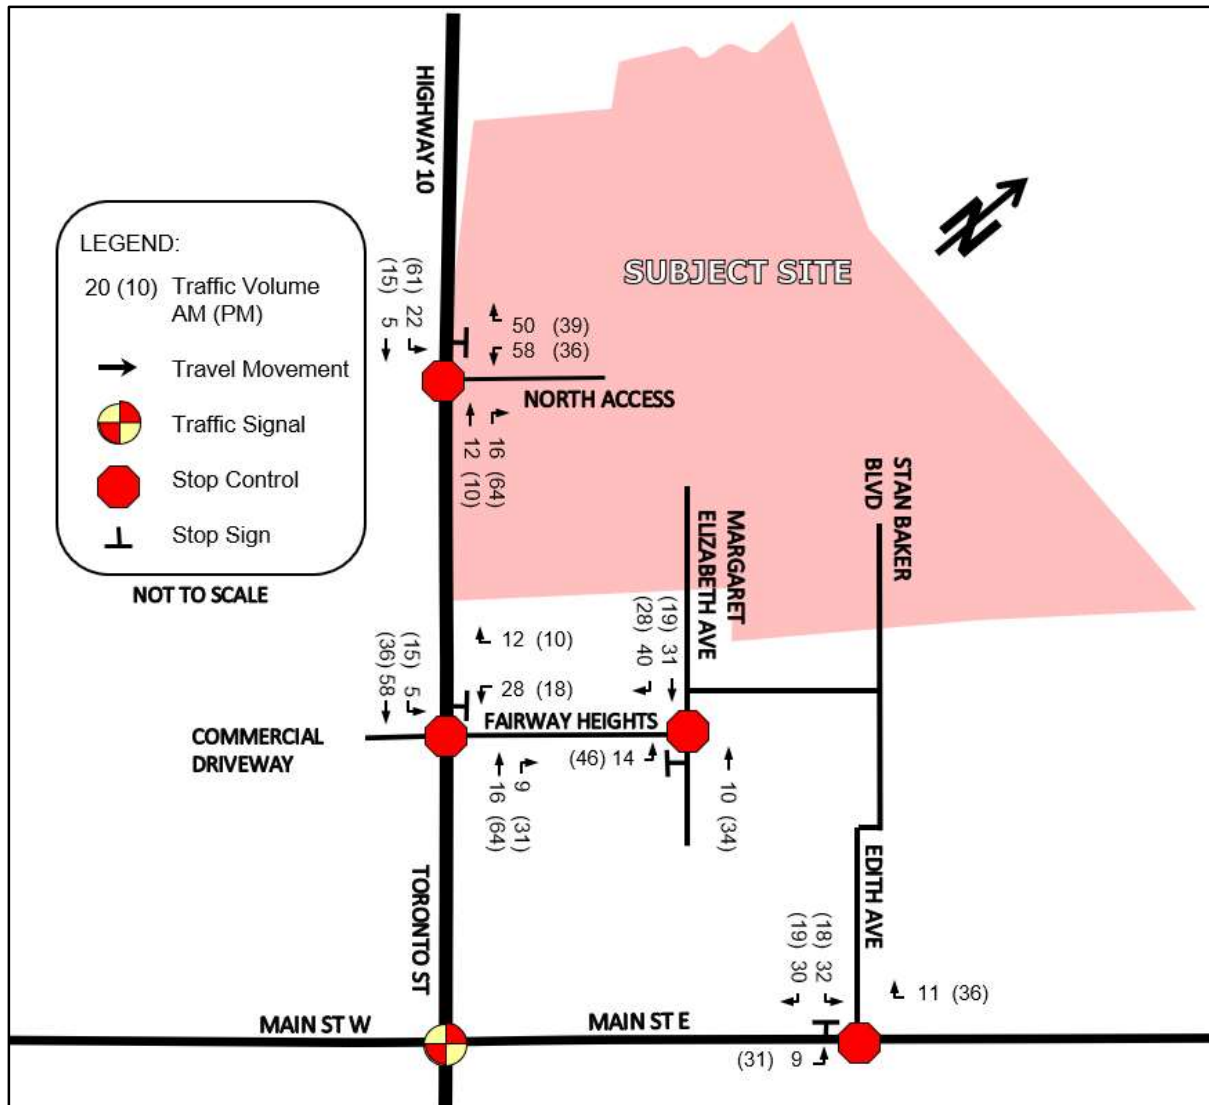 HIGHWAY 10
LEGEND:
20 (10) Traffic Volume
AM (PM)
Travel Movement
Traffic Signal
Stop Control
Stop Sign
NOT TO SCALE
N
SUBJECT SITE
(61) 22
(15) 5
50 (39)
58 (36)
NORTH ACCESS
12 (10)
16 (64)
STAN BAKER
BLVD
MARGARET
ELIZABETH AVE
(19) 31
(28) 40
(15) 5
(36) 58
12 (10)
28 (18)
FAIRWAY HEIGHTS
COMMERCIAL
DRIVEWAY
(46) 14
16 (64)
9 (31)
10 (34)
TORONTO ST
EDITH AVE
(18) 32
(19) 30
11 (36)
MAIN ST W
MAIN ST E
(31) 9